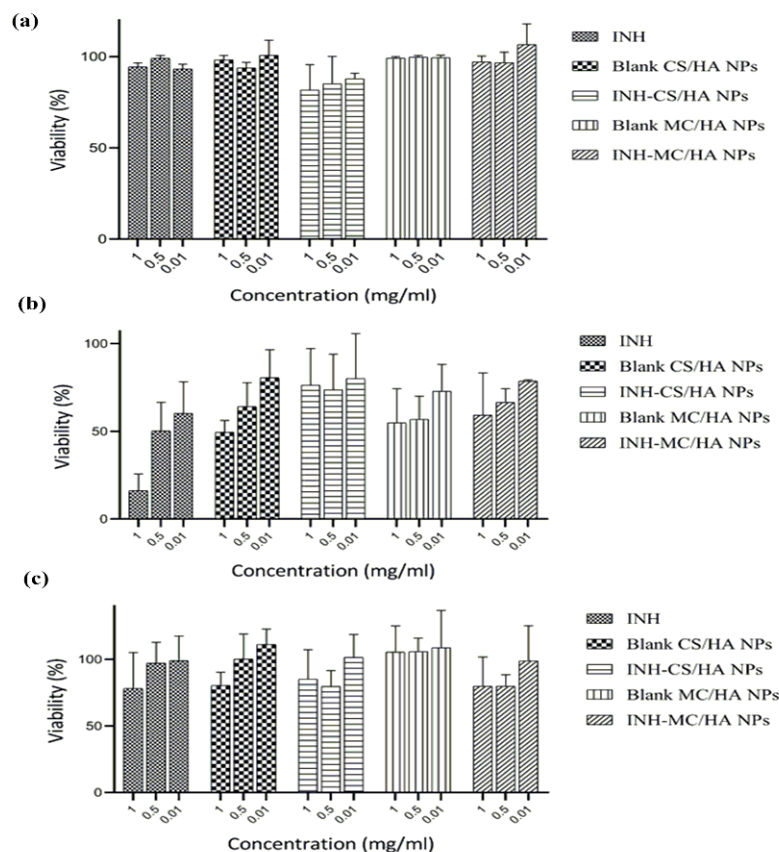 (a)
100
50
0
Viability (%)
1
0.5
0.01
1
0.5
0.01
1
0.5
0.01
1
0.5
0.01
1
0.5
0.01
Concentration (mg/ml)
INH
Blank CS/HA NPs
INH-CS/HA NPs
Blank MC/HA NPs
INH-MC/HA NPs
(b)
100
50
0
Viability (%)
1
0.5
0.01
1
0.5
0.01
1
0.5
0.01
1
0.5
0.01
1
0.5
0.01
Concentration (mg/ml)
INH
Blank CS/HA NPs
INH-CS/HA NPs
Blank MC/HA NPs
INH-MC/HA NPs
(c)
100
50
0
Viability (%)
1
0.5
0.01
1
0.5
0.01
1
0.5
0.01
1
0.5
0.01
1
0.5
0.01
Concentration (mg/ml)
INH
Blank CS/HA NPs
INH-CS/HA NPs
Blank MC/HA NPs
INH-MC/HA NPs